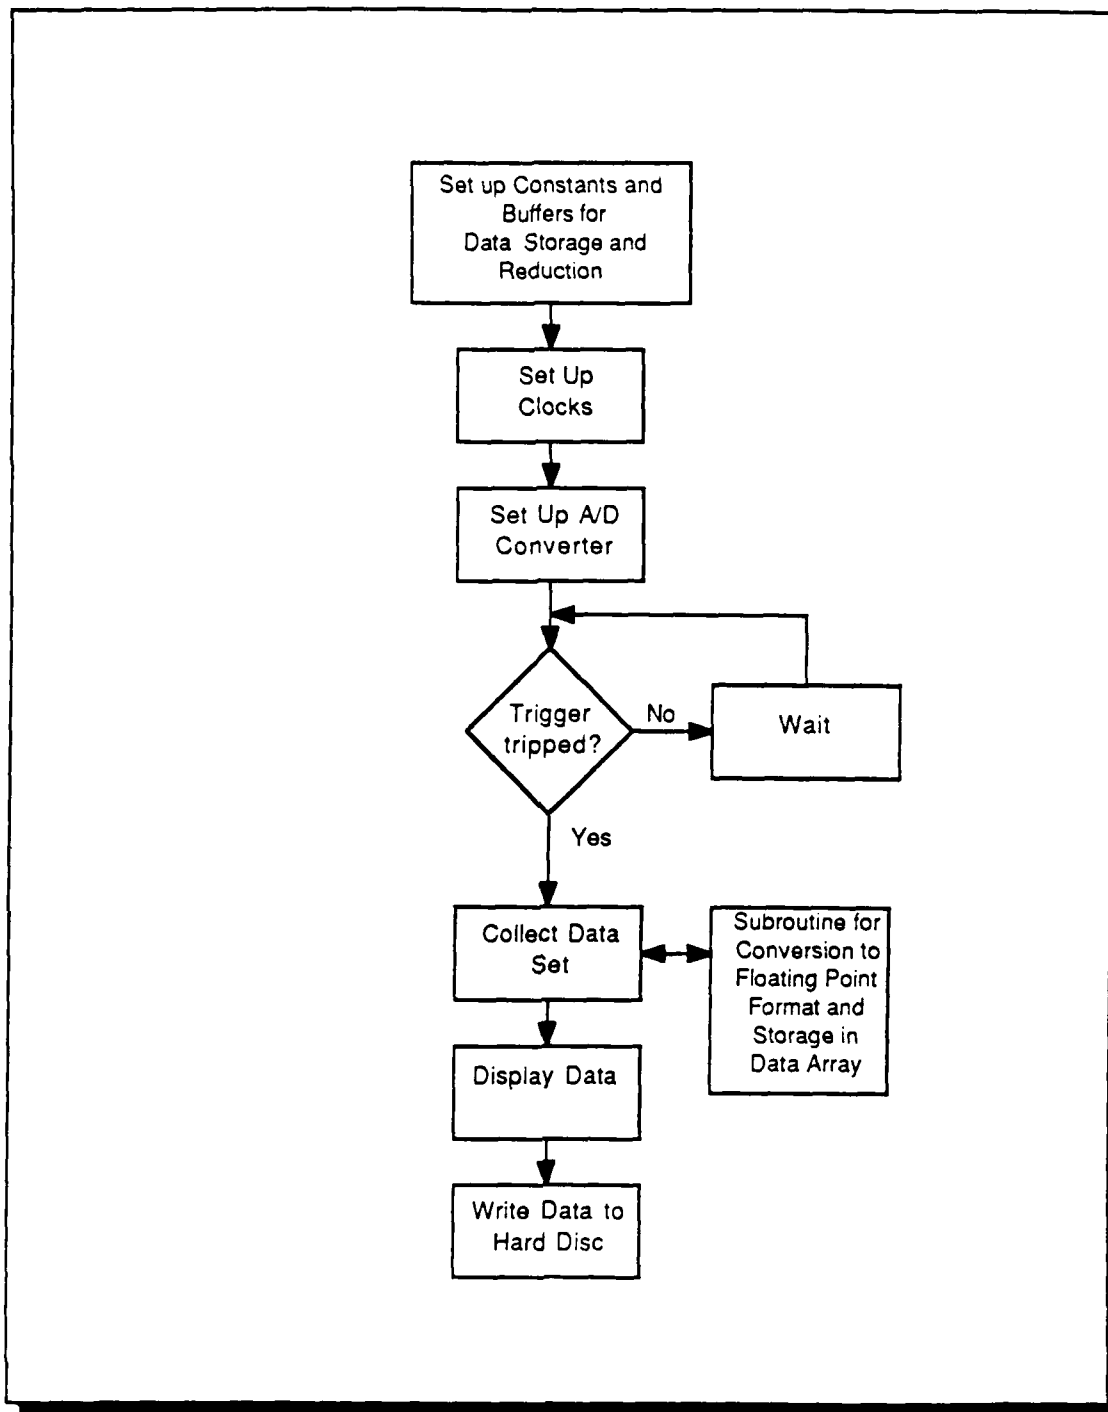 Set up Constants and
Buffers for
Data Storage and
Reduction
Set Up
Clocks
Set Up A/D
Converter
Trigger
tripped?
No
Wait
Yes
Collect Data
Set
Subroutine for
Conversion to
Floating Point
Format and
Storage in
Data Array
Display Data
Write Data to
Hard Disc